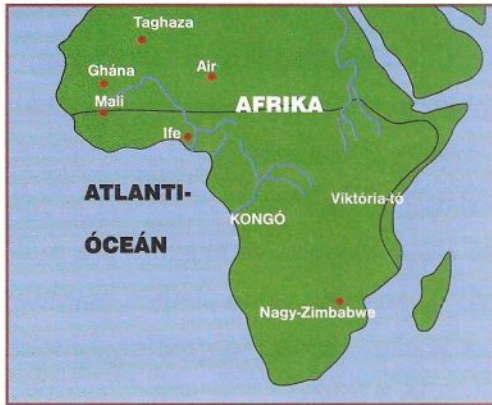 Taghaza
Ghána
Air
Mali
AFRIKA
Ife
ATLANTI-
ÓCEÁN
Viktória-tó
KONGÓ
Nagy-Zimbabwe